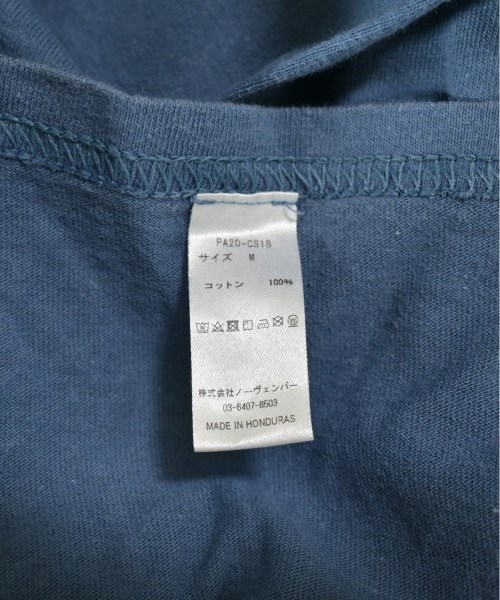 PA20-CS18
サイズ M
コットン 100%
株式会社ノーヴェンバー
03-6407-8503
MADE IN HONDURAS